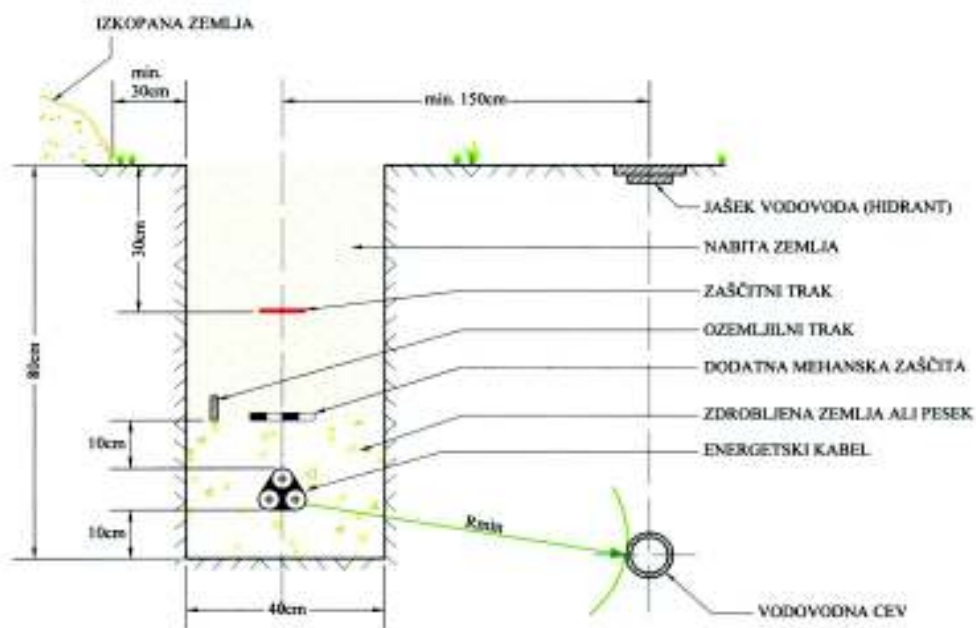 IZKOPANA ZEMLJA
min.
30cm
min. 150cm
JAŠEK VODOVODA (HIDRANT)
30cm
NABITA ZEMLJA
ZAŠČITNI TRAK
OZEMLJILNI TRAK
80cm
DODATNA MEHANSKA ZAŠČITA
ZDROBLJENA ZEMLJA ALI PESEK
10cm
ENERGETSKI KABEL
Rmin
10cm
40cm
VODOVODNA CEV